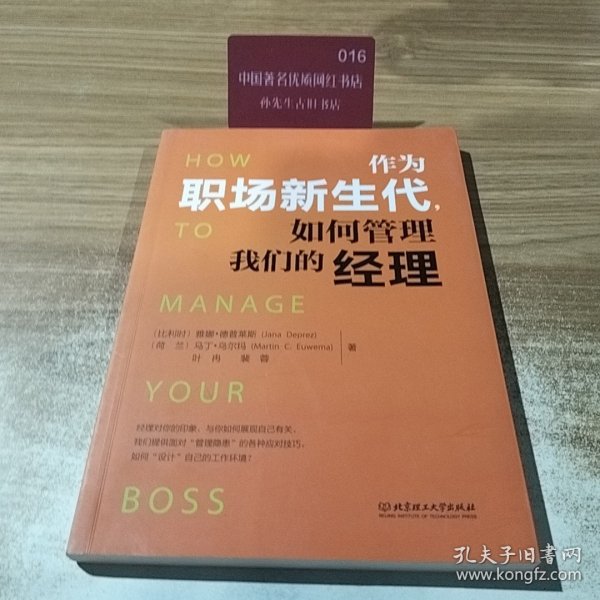 016
中国著名优质网红书店
孙先生古旧书店
HOW
作为
职场新生代，
TO
如何管理
我们的 经理
MANAGE
（比利时）雅娜·德普莱斯 (Jana Deprez)
（荷 兰）马丁·乌尔玛 (Martin C. Euwema)
叶冉 裴蓉
著
YOUR
经理对你的印象，与你如何展现自己有关。
我们提供面对“管理隐患”的各种应对技巧。
如何“设计”自己的工作环境？
BOSS
北京理工大学出版社
BEIJING INSTITUTE OF TECHNOLOGY PRESS
孔夫子旧书网
www.kongfz.com